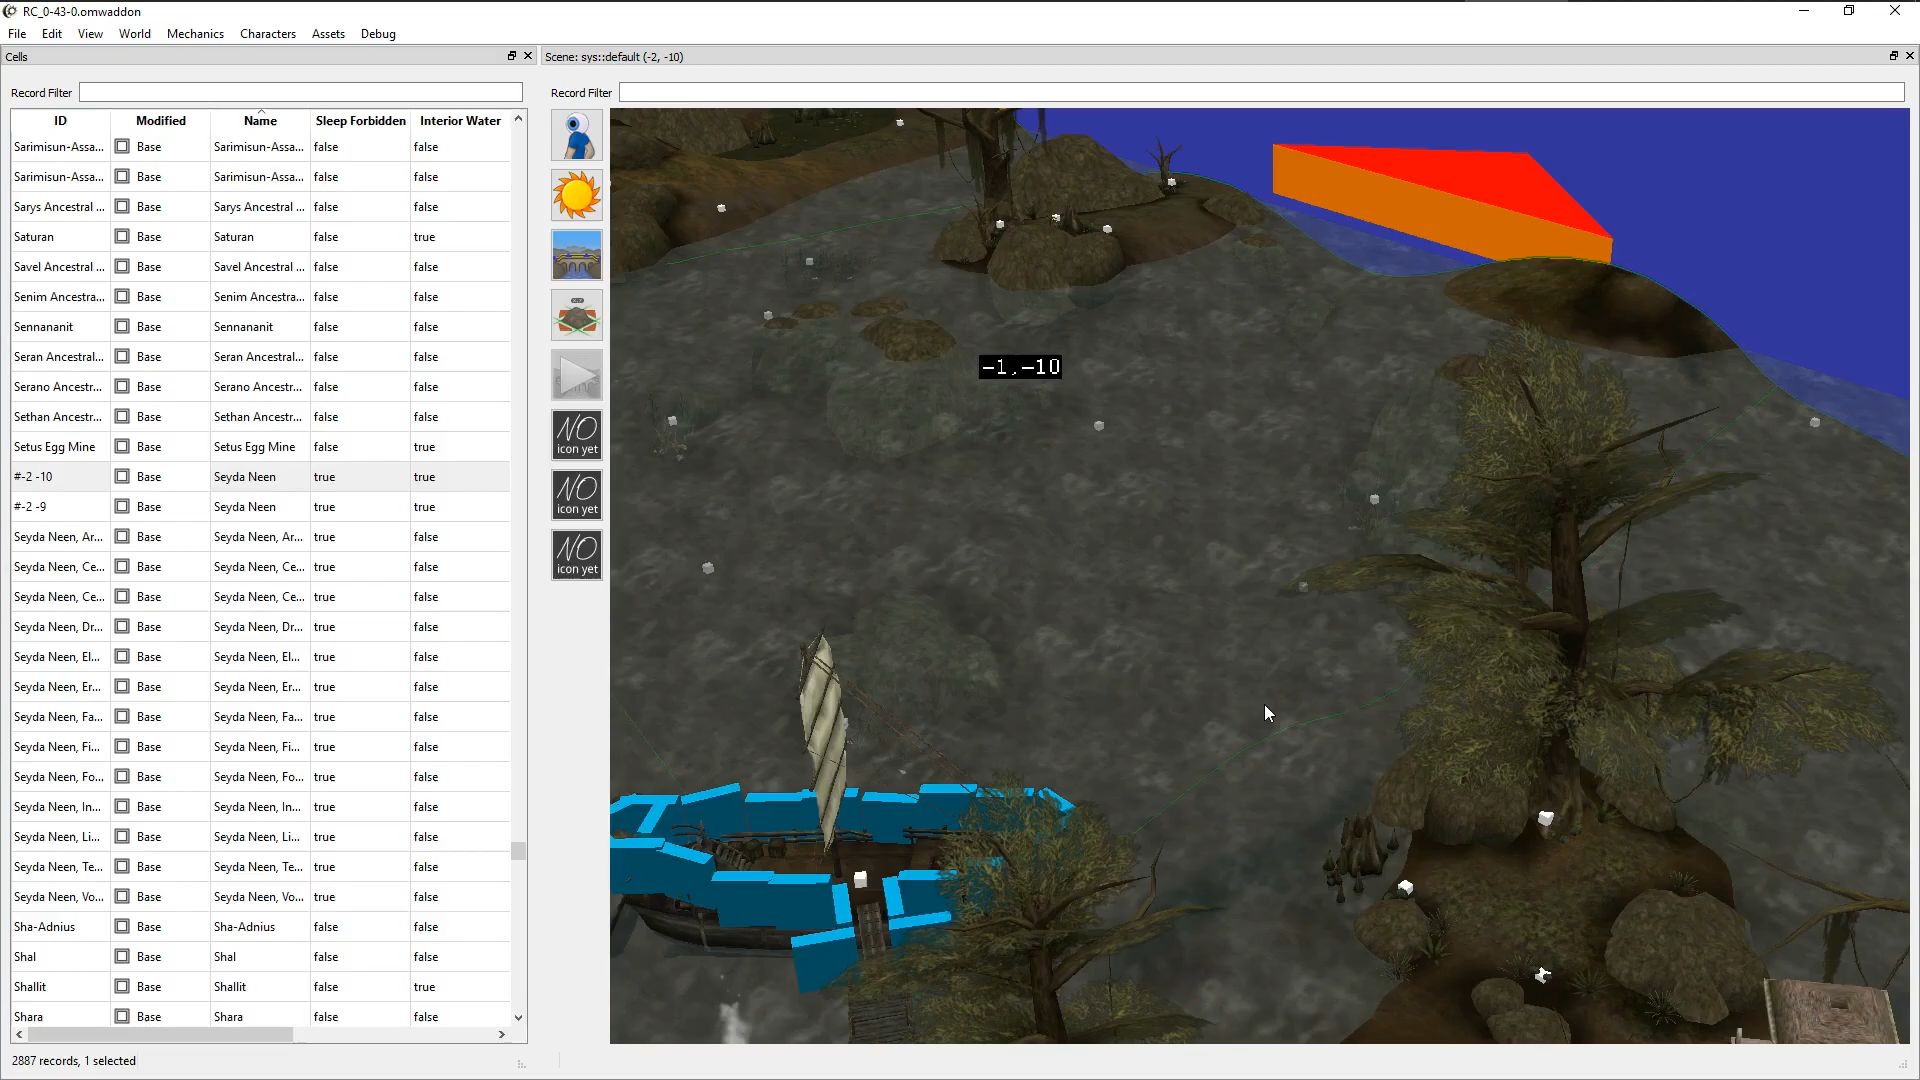 RC_0-43-0.omwaddon
File Edit View World Mechanics Characters Assets Debug
Cells
Scene: sys::default (-2, -10)
Record Filter
Record Filter
ID Modified Name Sleep Forbidden Interior Water
Sarimisun-Assa... Base Sarimisun-Assa... false false
Sarimisun-Assa... Base Sarimisun-Assa... false false
Sarys Ancestral ... Base Sarys Ancestral ... false false
Saturan Base Saturan false true
Savel Ancestral ... Base Savel Ancestral ... false false
Senim Ancestra... Base Senim Ancestra... false false
Sennananit Base Sennananit false false
Seran Ancestral... Base Seran Ancestral... false false
Serano Ancestr... Base Serano Ancestr... false false
Sethan Ancestr... Base Sethan Ancestr... false false
Setus Egg Mine Base Setus Egg Mine false true
#-2 -10 Base Seyda Neen true true
#-2 -9 Base Seyda Neen true true
Seyda Neen, Ar... Base Seyda Neen, Ar... true false
Seyda Neen, Ce... Base Seyda Neen, Ce... true false
Seyda Neen, Ce... Base Seyda Neen, Ce... true false
Seyda Neen, Dr... Base Seyda Neen, Dr... true false
Seyda Neen, El... Base Seyda Neen, El... true false
Seyda Neen, Er... Base Seyda Neen, Er... true false
Seyda Neen, Fa... Base Seyda Neen, Fa... true false
Seyda Neen, Fi... Base Seyda Neen, Fi... true false
Seyda Neen, Fo... Base Seyda Neen, Fo... true false
Seyda Neen, In... Base Seyda Neen, In... true false
Seyda Neen, Li... Base Seyda Neen, Li... true false
Seyda Neen, Te... Base Seyda Neen, Te... true false
Seyda Neen, Vo... Base Seyda Neen, Vo... true false
Sha-Adnius Base Sha-Adnius false false
Shal Base Shal false false
Shallit Base Shallit false true
Shara Base Shara false false
2887 records, 1 selected
NO
icon yet
NO
icon yet
NO
icon yet
-1,-10